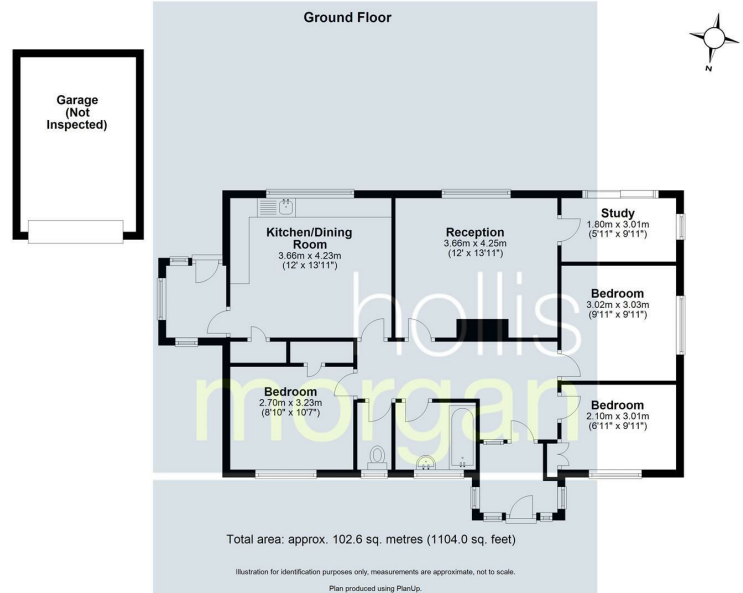 Ground Floor
N
Garage
(Not
Inspected)
Kitchen/Dining
Room
3.66m x 4.23m
(12' x 13'11")
Reception
3.66m x 4.25m
(12' x 13'11")
Study
1.80m x 3.01m
(5'11" x 9'11")
Bedroom
3.02m x 3.03m
(9'11" x 9'11")
Bedroom
2.70m x 3.23m
(8'10" x 10'7")
Bedroom
2.10m x 3.01m
(6'11" x 9'11")
hollis
morgan
Total area: approx. 102.6 sq. metres (1104.0 sq. feet)
Illustration for identification purposes only, measurements are approximate, not to scale.
Plan produced using PlanUp.